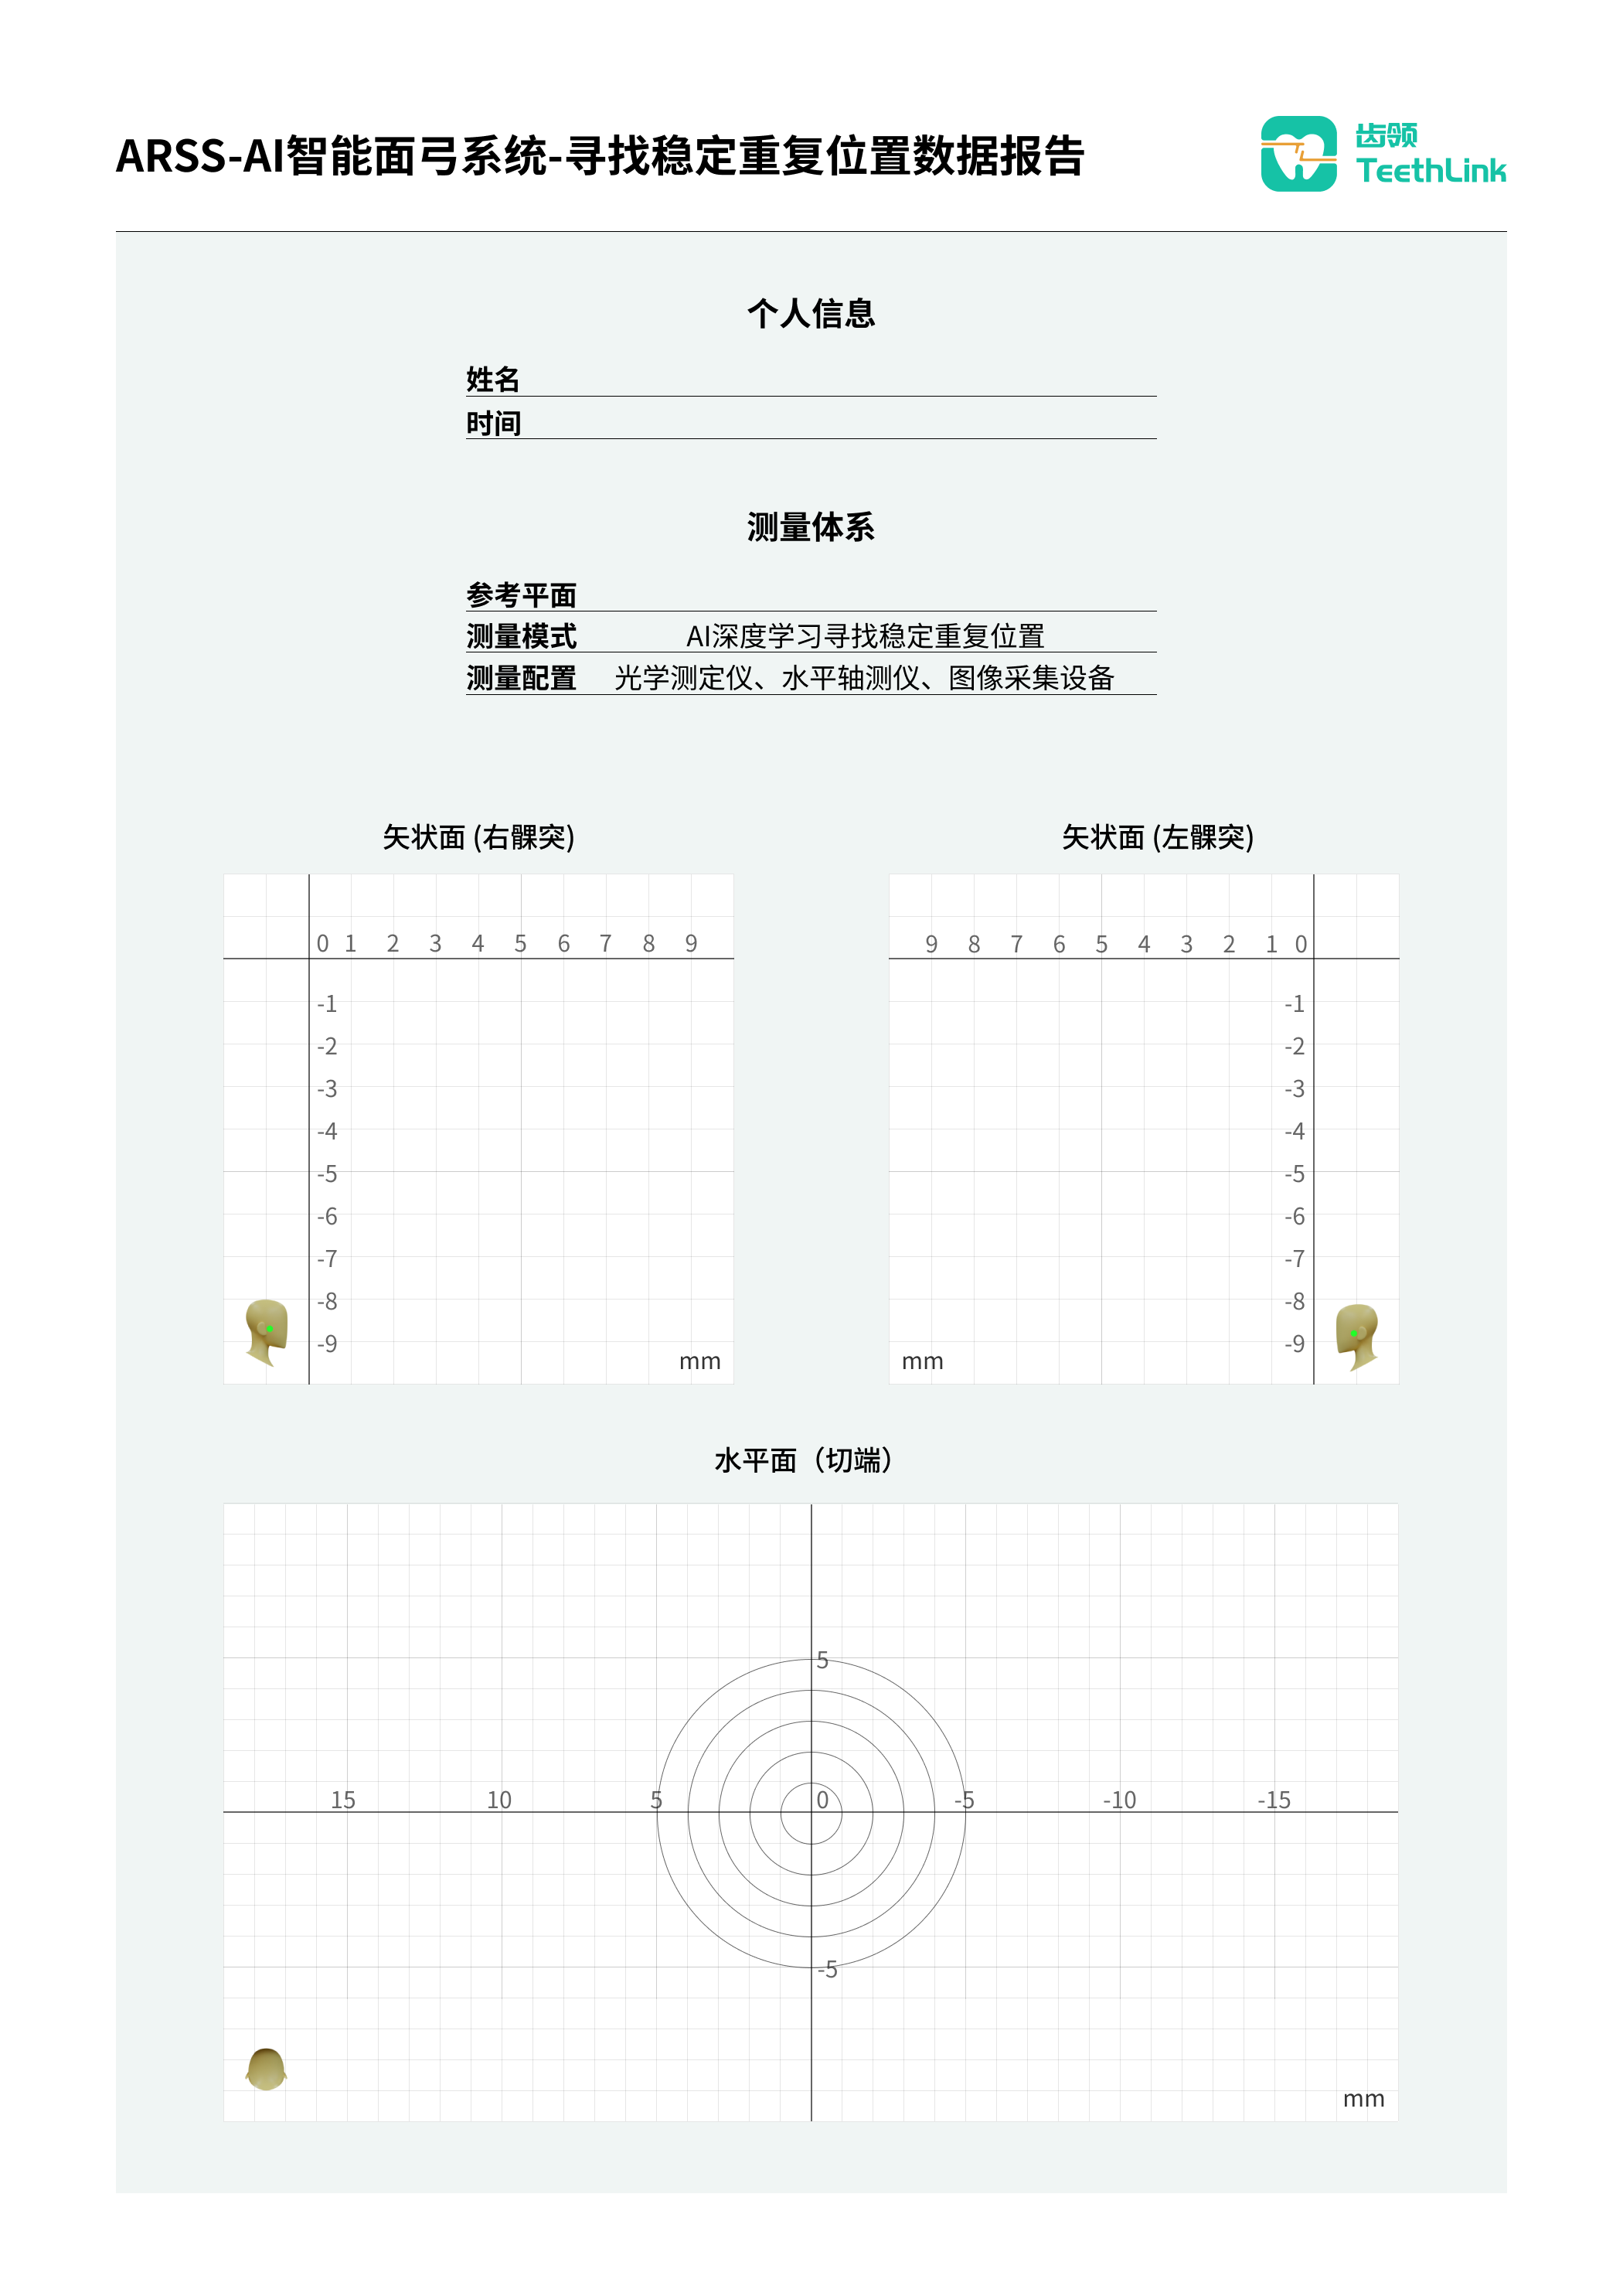 ARSS-AI智能面弓系统-寻找稳定重复位置数据报告
齿领
TeethLink
个人信息
姓名
时间
测量体系
参考平面
测量模式 AI深度学习寻找稳定重复位置
测量配置 光学测定仪、水平轴测仪、图像采集设备
矢状面 (右髁突)
0 1 2 3 4 5 6 7 8 9
-1
-2
-3
-4
-5
-6
-7
-8
-9
mm
矢状面 (左髁突)
9 8 7 6 5 4 3 2 1 0
-1
-2
-3
-4
-5
-6
-7
-8
-9
mm
水平面（切端）
5
15 10 5 0 -5 -10 -15
-5
mm